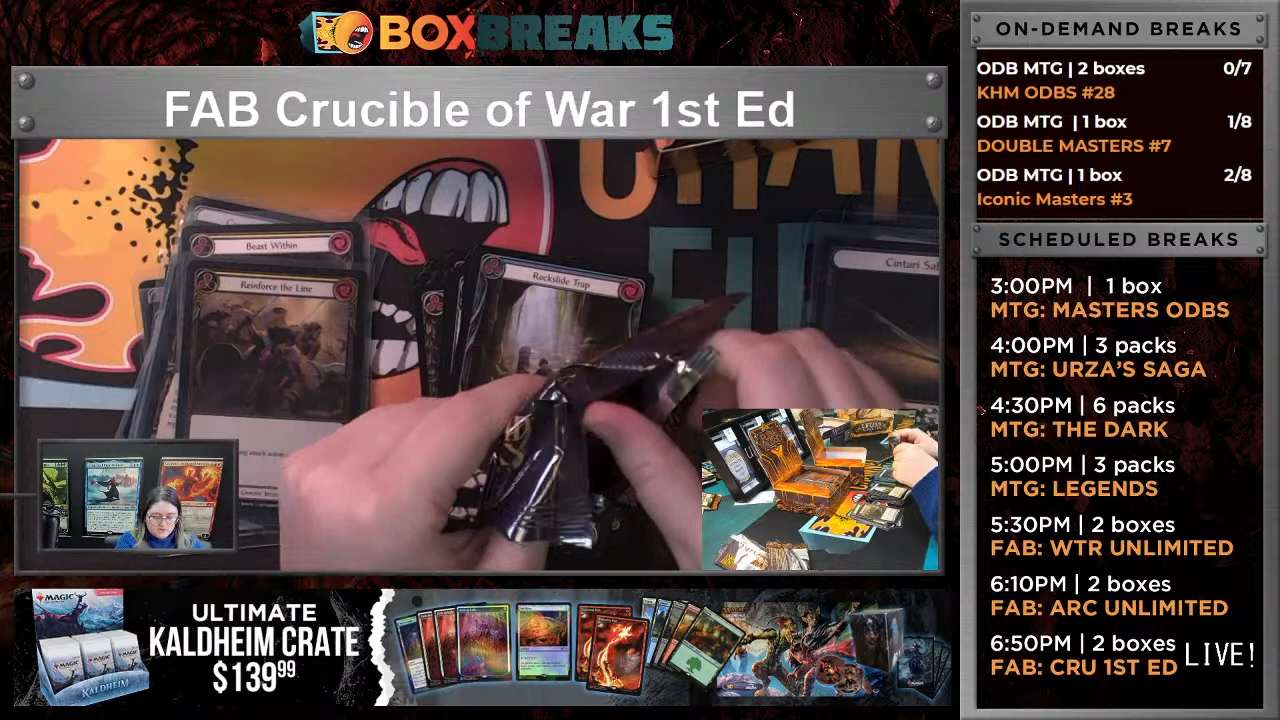 BOXBREAKS
FAB Crucible of War 1st Ed
Beast Within
Reinforce the Line
Rockslide Trap
Cintari
ON-DEMAND BREAKS
ODB MTG | 2 boxes 0/7
KHM ODBS #28
ODB MTG | 1 box 1/8
DOUBLE MASTERS #7
ODB MTG | 1 box 2/8
Iconic Masters #3
SCHEDULED BREAKS
3:00PM | 1 box
MTG: MASTERS ODBS
4:00PM | 3 packs
MTG: URZA'S SAGA
4:30PM | 6 packs
MTG: THE DARK
5:00PM | 3 packs
MTG: LEGENDS
5:30PM | 2 boxes
FAB: WTR UNLIMITED
6:10PM | 2 boxes
FAB: ARC UNLIMITED
6:50PM | 2 boxes
FAB: CRU 1ST ED
LIVE!
MAGIC
KALDHEIM
ULTIMATE
KALDHEIM CRATE
$139.99